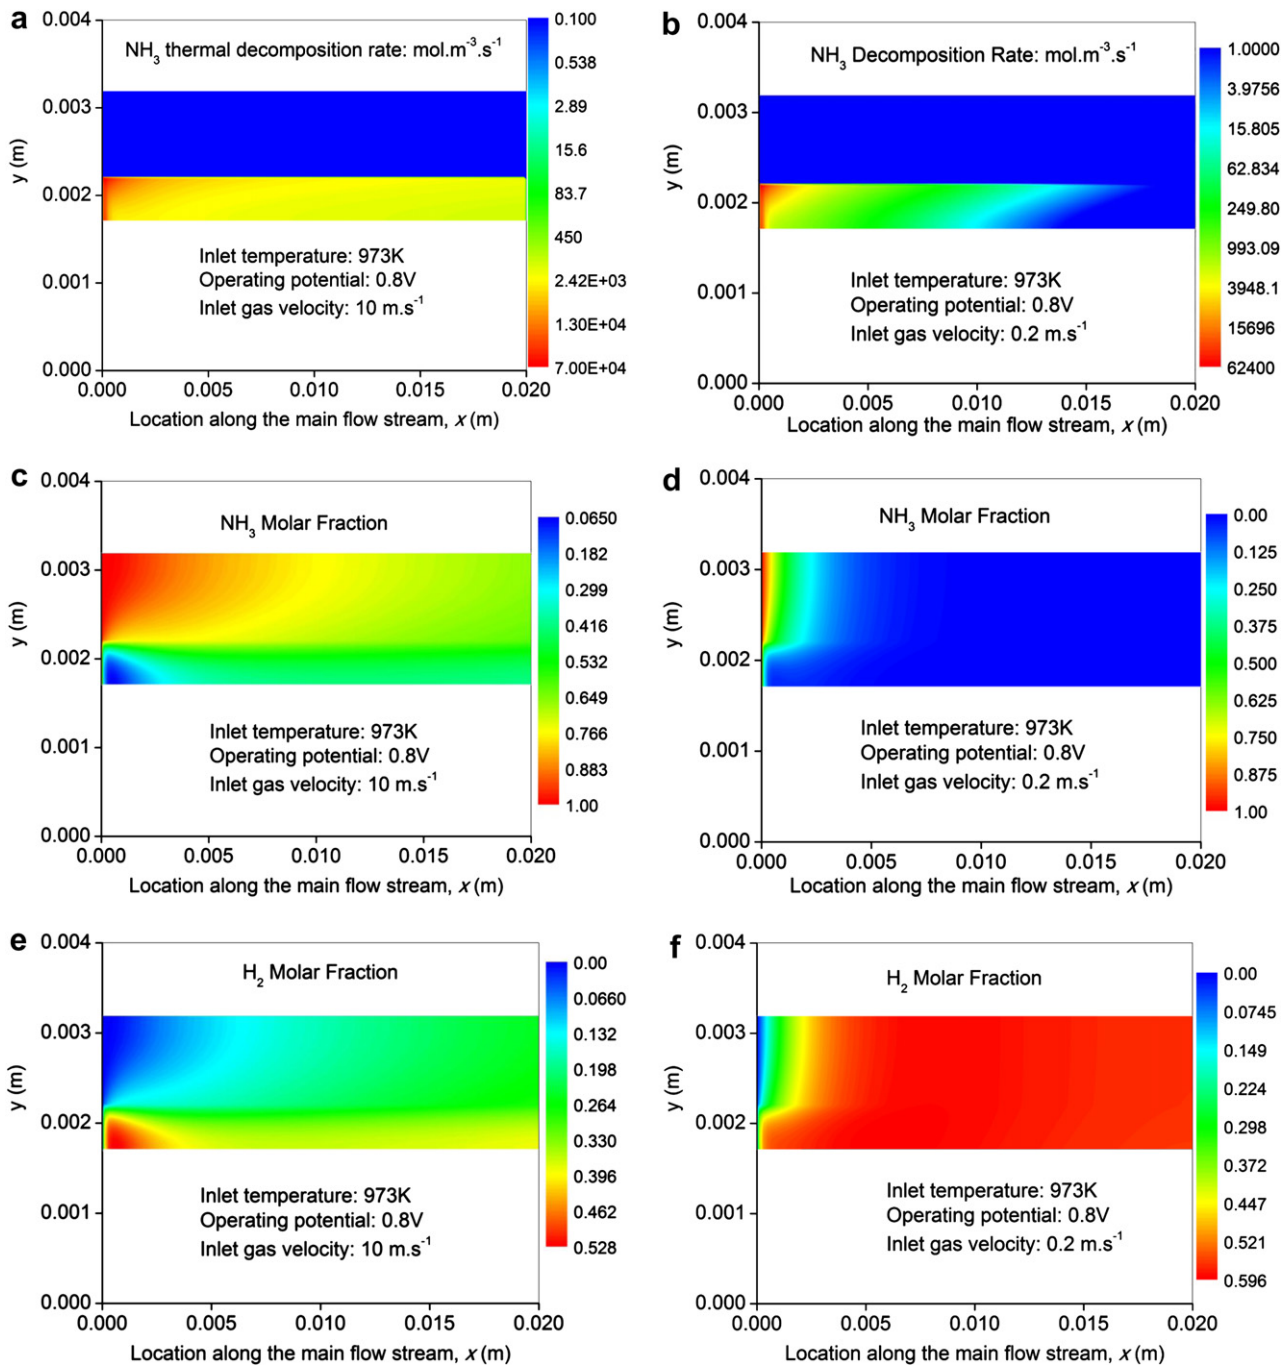 a
NH₃ thermal decomposition rate: mol.m⁻³.s⁻¹
0.004
0.003
0.002
0.001
0.000
y (m)
Inlet temperature: 973K
Operating potential: 0.8V
Inlet gas velocity: 10 m.s⁻¹
0.000 0.005 0.010 0.015 0.020
Location along the main flow stream, x (m)
0.100
0.538
2.89
15.6
83.7
450
2.42E+03
1.30E+04
7.00E+04
b
NH₃ Decomposition Rate: mol.m⁻³.s⁻¹
0.004
0.003
0.002
0.001
0.000
y (m)
Inlet temperature: 973K
Operating potential: 0.8V
Inlet gas velocity: 0.2 m.s⁻¹
0.000 0.005 0.010 0.015 0.020
Location along the main flow stream, x (m)
1.0000
3.9756
15.805
62.834
249.80
993.09
3948.1
15696
62400
c
NH₃ Molar Fraction
0.004
0.003
0.002
0.001
0.000
y (m)
Inlet temperature: 973K
Operating potential: 0.8V
Inlet gas velocity: 10 m.s⁻¹
0.000 0.005 0.010 0.015 0.020
Location along the main flow stream, x (m)
0.0650
0.182
0.299
0.416
0.532
0.649
0.766
0.883
1.00
d
NH₃ Molar Fraction
0.004
0.003
0.002
0.001
0.000
y (m)
Inlet temperature: 973K
Operating potential: 0.8V
Inlet gas velocity: 0.2 m.s⁻¹
0.000 0.005 0.010 0.015 0.020
Location along the main flow stream, x (m)
0.00
0.125
0.250
0.375
0.500
0.625
0.750
0.875
1.00
e
H₂ Molar Fraction
0.004
0.003
0.002
0.001
0.000
y (m)
Inlet temperature: 973K
Operating potential: 0.8V
Inlet gas velocity: 10 m.s⁻¹
0.000 0.005 0.010 0.015 0.020
Location along the main flow stream, x (m)
0.00
0.0660
0.132
0.198
0.264
0.330
0.396
0.462
0.528
f
H₂ Molar Fraction
0.004
0.003
0.002
0.001
0.000
y (m)
Inlet temperature: 973K
Operating potential: 0.8V
Inlet gas velocity: 0.2 m.s⁻¹
0.000 0.005 0.010 0.015 0.020
Location along the main flow stream, x (m)
0.00
0.0745
0.149
0.224
0.298
0.372
0.447
0.521
0.596